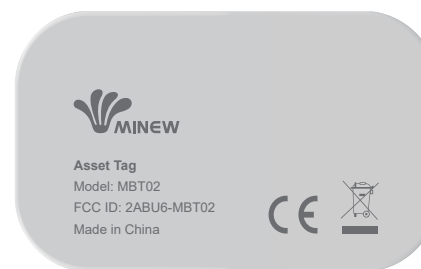 MINEW
Asset Tag
Model: MBT02
FCC ID: 2ABU6-MBT02
Made in China
CE